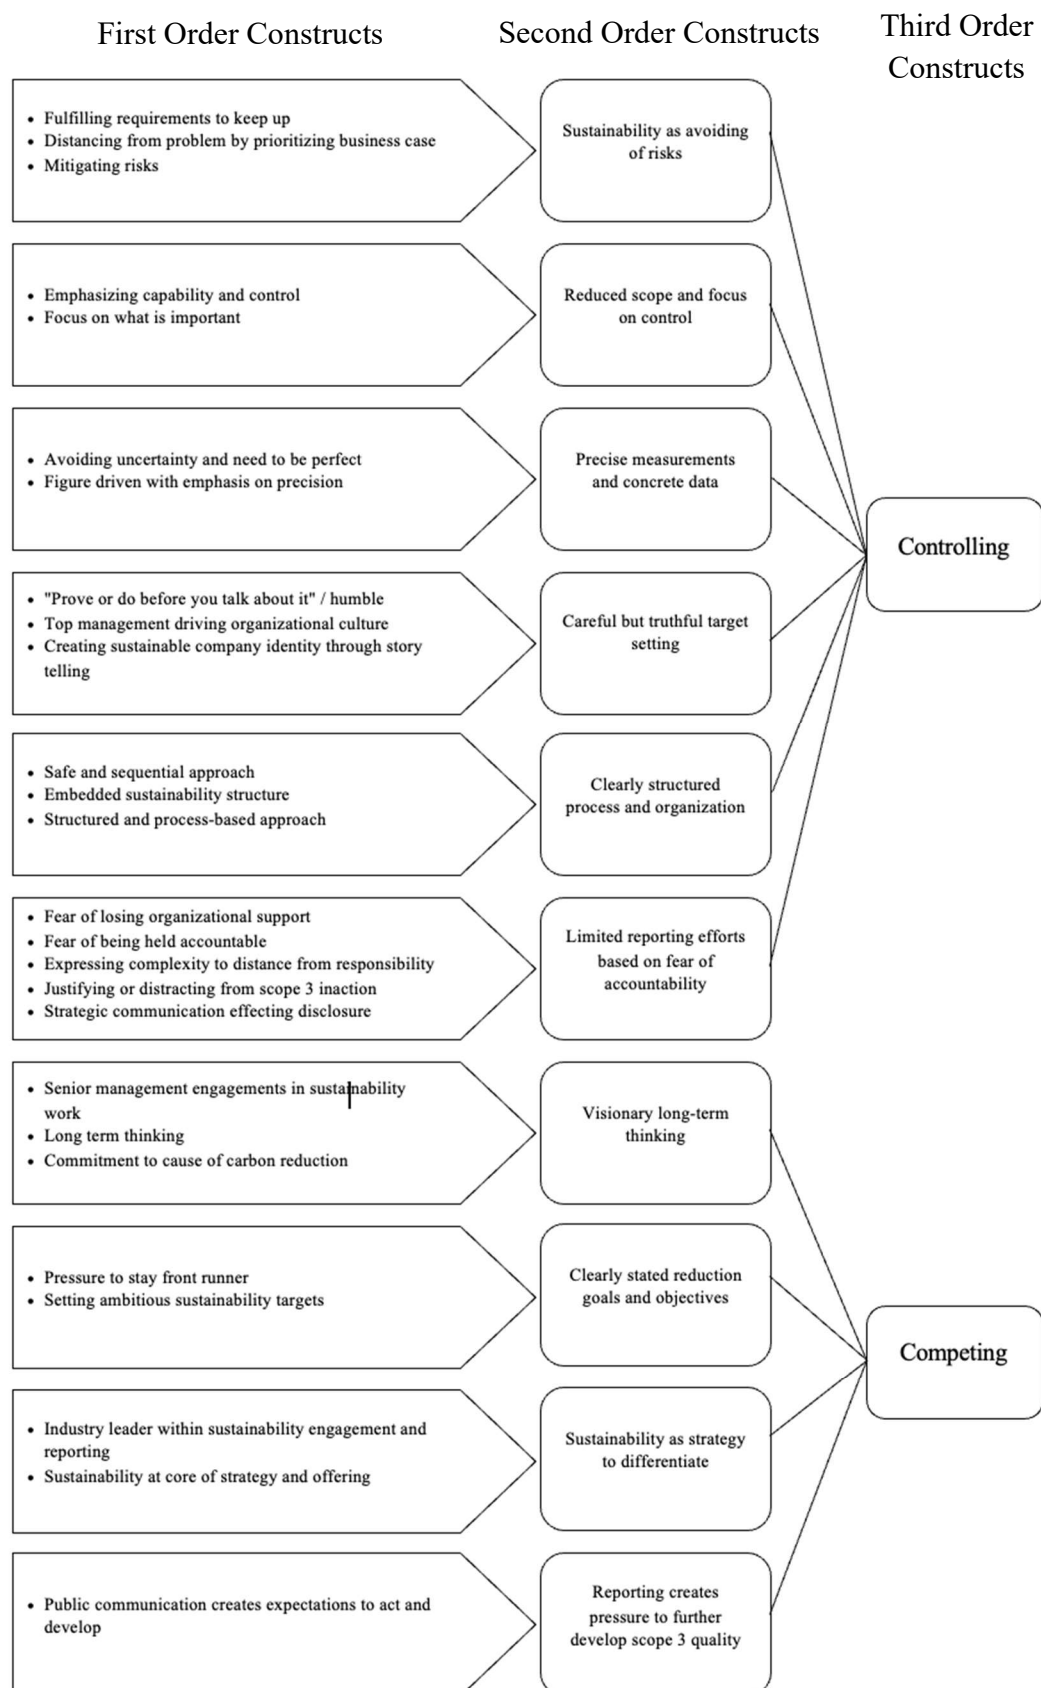 First Order Constructs
Second Order Constructs
Third Order
Constructs
• Fulfilling requirements to keep up
• Distancing from problem by prioritizing business case
• Mitigating risks
Sustainability as avoiding
of risks
• Emphasizing capability and control
• Focus on what is important
Reduced scope and focus
on control
• Avoiding uncertainty and need to be perfect
• Figure driven with emphasis on precision
Precise measurements
and concrete data
Controlling
• "Prove or do before you talk about it" / humble
• Top management driving organizational culture
• Creating sustainable company identity through story
telling
Careful but truthful target
setting
• Safe and sequential approach
• Embedded sustainability structure
• Structured and process-based approach
Clearly structured
process and organization
• Fear of losing organizational support
• Fear of being held accountable
• Expressing complexity to distance from responsibility
• Justifying or distracting from scope 3 inaction
• Strategic communication effecting disclosure
Limited reporting efforts
based on fear of
accountability
• Senior management engagements in sustainability
work
• Long term thinking
• Commitment to cause of carbon reduction
Visionary long-term
thinking
• Pressure to stay front runner
• Setting ambitious sustainability targets
Clearly stated reduction
goals and objectives
Competing
• Industry leader within sustainability engagement and
reporting
• Sustainability at core of strategy and offering
Sustainability as strategy
to differentiate
• Public communication creates expectations to act and
develop
Reporting creates
pressure to further
develop scope 3 quality